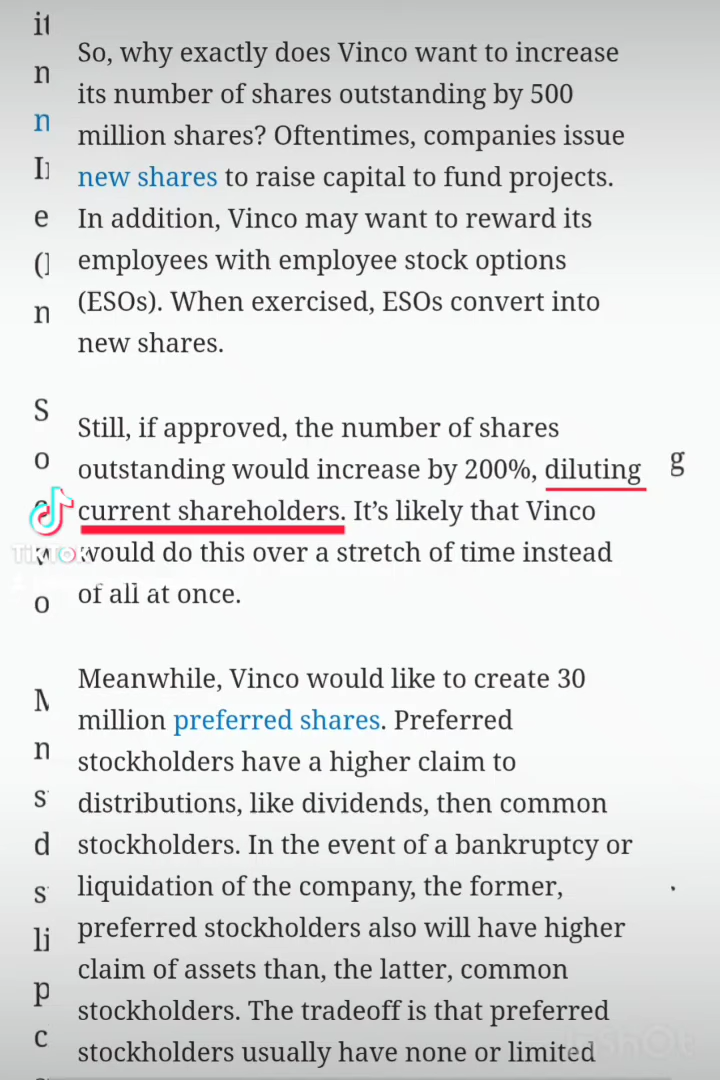 So, why exactly does Vinco want to increase
its number of shares outstanding by 500
million shares? Oftentimes, companies issue
new shares to raise capital to fund projects.
In addition, Vinco may want to reward its
employees with employee stock options
(ESOs). When exercised, ESOs convert into
new shares.
Still, if approved, the number of shares
outstanding would increase by 200%, diluting
current shareholders. It’s likely that Vinco
would do this over a stretch of time instead
of all at once.
Meanwhile, Vinco would like to create 30
million preferred shares. Preferred
stockholders have a higher claim to
distributions, like dividends, then common
stockholders. In the event of a bankruptcy or
liquidation of the company, the former,
preferred stockholders also will have higher
claim of assets than, the latter, common
stockholders. The tradeoff is that preferred
stockholders usually have none or limited
TikTok
InShOt